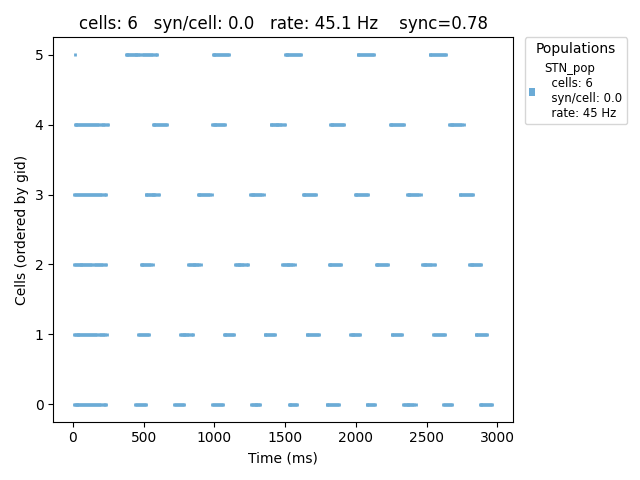 cells: 6   syn/cell: 0.0   rate: 45.1 Hz    sync=0.78
Populations
STN_pop
cells: 6
syn/cell: 0.0
rate: 45 Hz
Cells (ordered by gid)
5
4
3
2
1
0
0 500 1000 1500 2000 2500 3000
Time (ms)